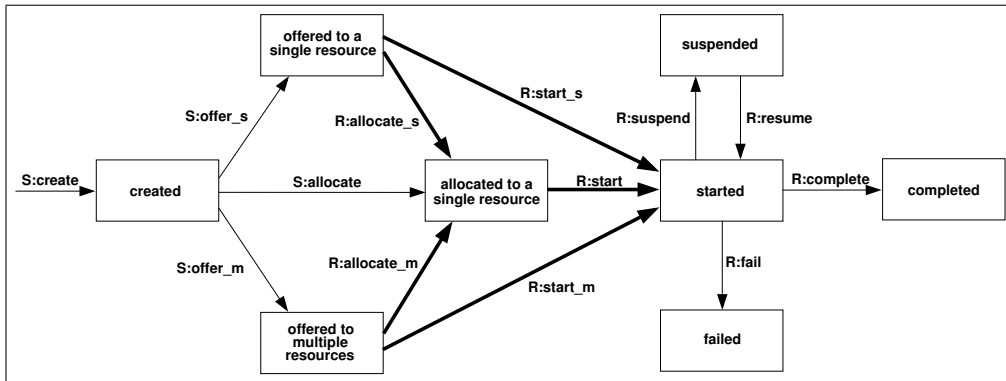 offered to a
single resource
suspended
R:start_s
S:offer_s
R:allocate_s
R:suspend
R:resume
S:create
created
S:allocate
allocated to a
single resource
R:start
started
R:complete
completed
S:offer_m
R:allocate_m
R:start_m
R:fail
offered to
multiple
resources
failed